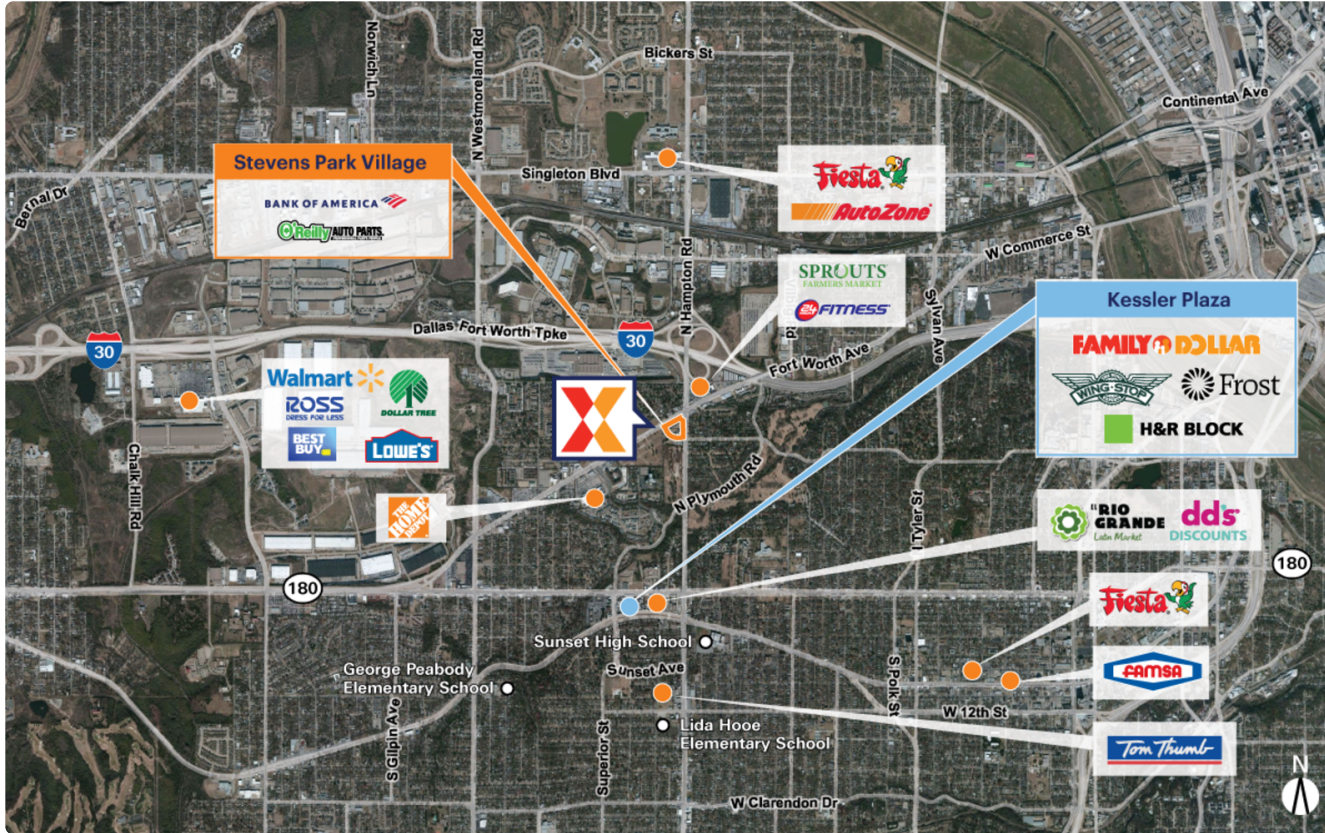 Norwich Ln
N Westmoreland Rd
Bickers St
Continental Ave
Stevens Park Village
BANK OF AMERICA
O'Reilly AUTO PARTS.
Singleton Blvd
Fiesta
AutoZone
Bernal Dr
N Hampton Rd
W Commerce St
SPROUTS
FARMERS MARKET
24 FITNESS
Sylvan Ave
Kessler Plaza
FAMILY DOLLAR
WING·STOP
Frost
H&R BLOCK
30
Dallas Fort Worth Tpke
30
Fort Worth Ave
Walmart
DOLLAR TREE
ROSS
DRESS FOR LESS
BEST
BUY
LOWE'S
X
Chalk Hill Rd
THE
HOME
DEPOT
N Plymouth Rd
Tyler St
EL RIO
GRANDE
Latin Market
dd's
DISCOUNTS
180
180
Fiesta
Sunset High School
George Peabody
Elementary School
Sunset Ave
FAMSA
S Gilpin Ave
Superior St
S Polk St
W 12th St
Lida Hooe
Elementary School
Tom Thumb
W Clarendon Dr
N